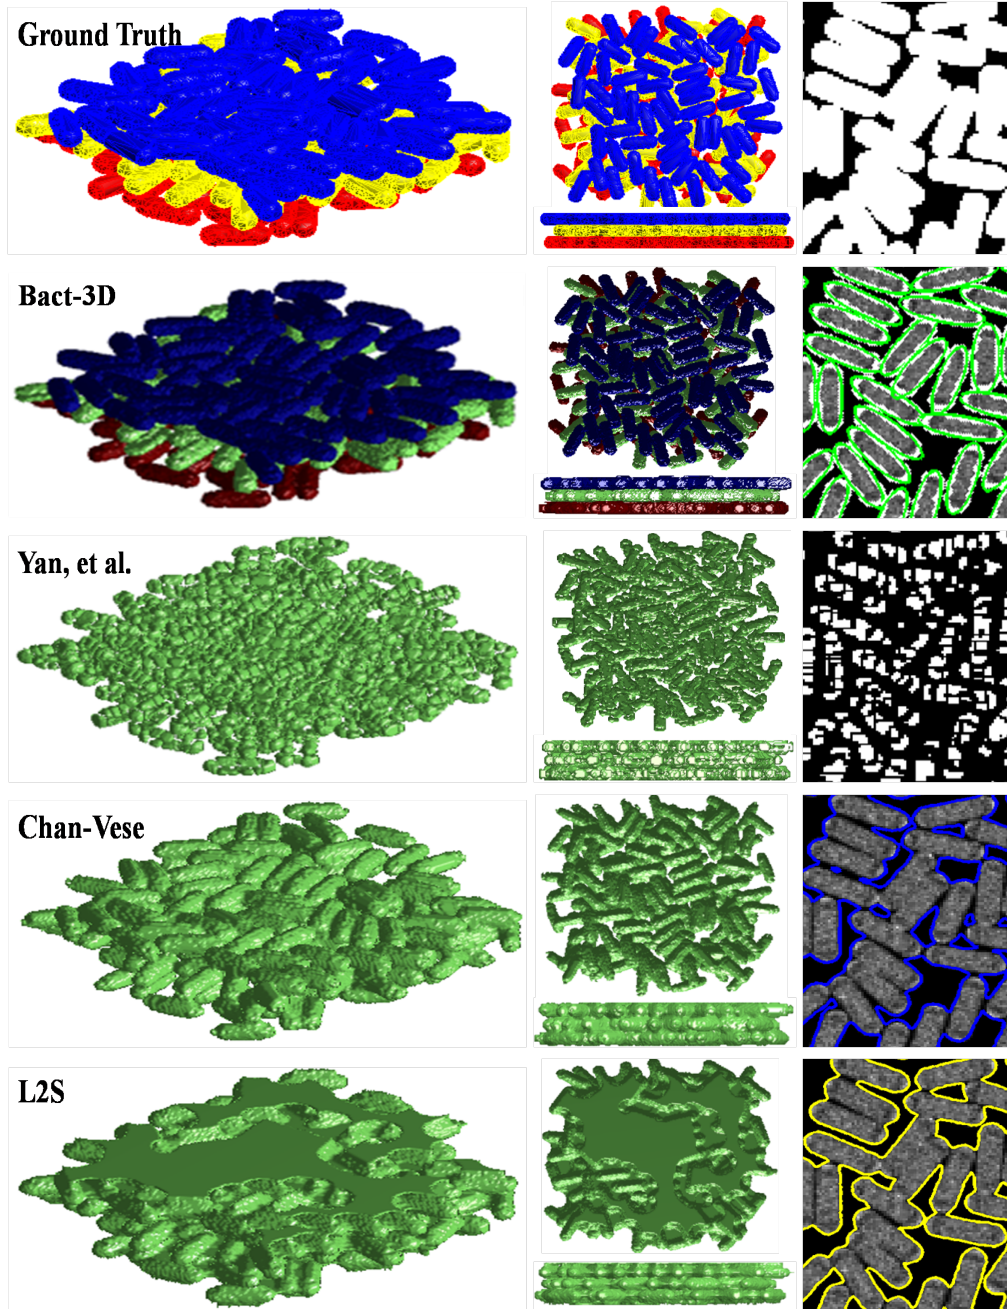 Ground Truth
Bact-3D
Yan, et al.
Chan-Vese
L2S